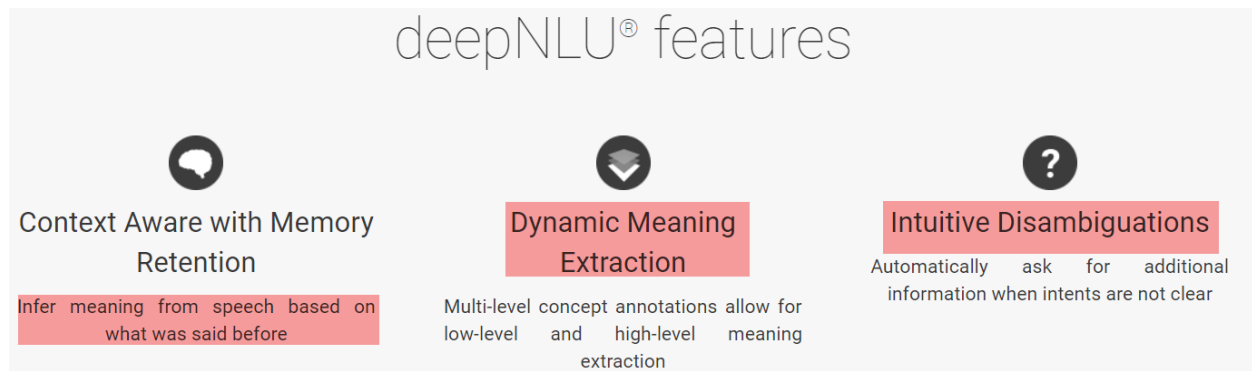 deepNLU® features
Context Aware with Memory
Retention
Infer meaning from speech based on
what was said before
Dynamic Meaning
Extraction
Multi-level concept annotations allow for
low-level and high-level meaning
extraction
?
Intuitive Disambiguations
Automatically ask for additional
information when intents are not clear